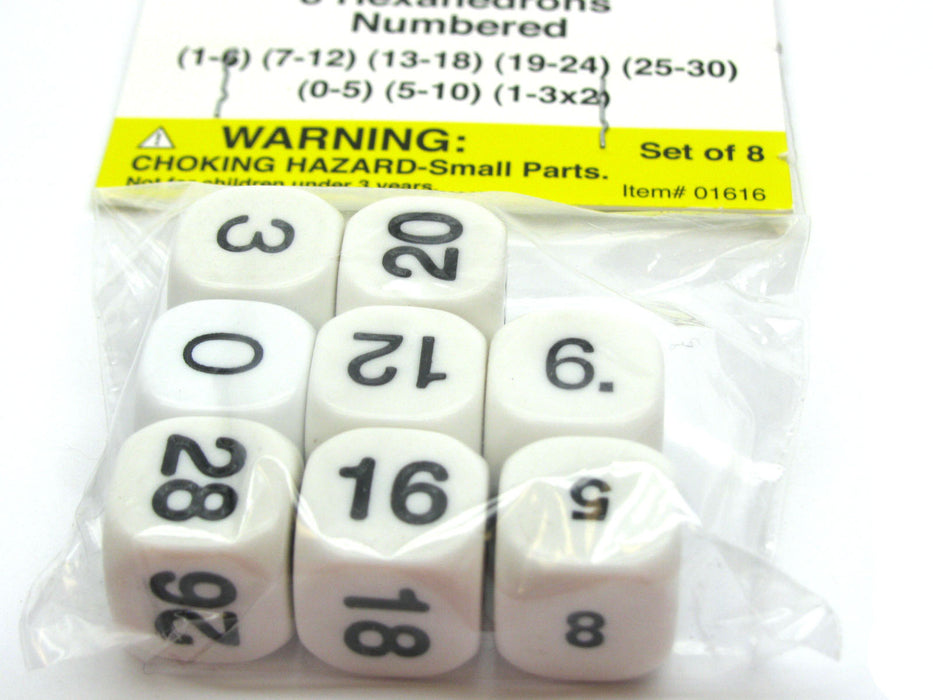 8 Hexahedrons
Numbered
(1-6) (7-12) (13-18) (19-24) (25-30)
(0-5) (5-10) (1-3x2)
WARNING:
CHOKING HAZARD-Small Parts.
Not for children under 3 years.
Set of 8
Item# 01616
3 20
0 12 9.
28 16 5
26 18 8